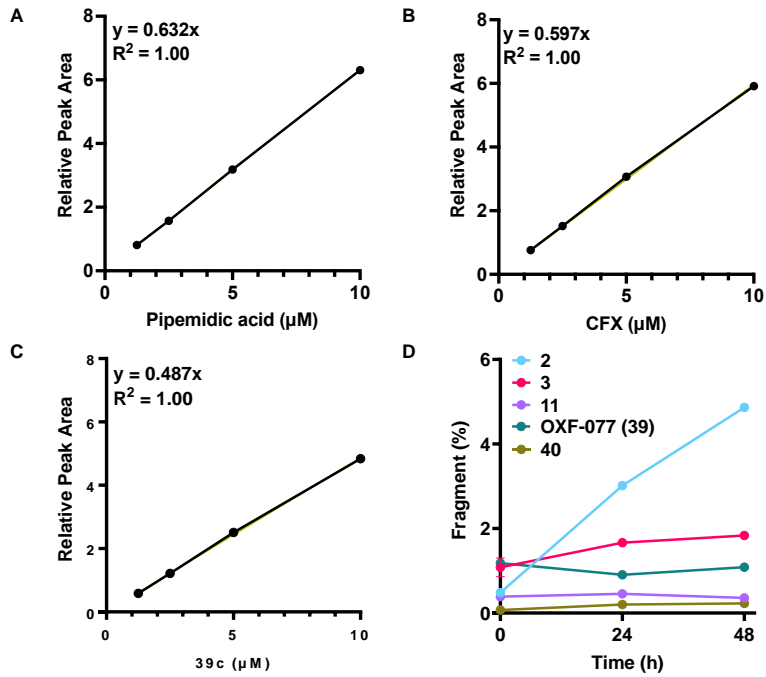 A
y = 0.632x
R² = 1.00
Relative Peak Area
8
6
4
2
0
0
5
10
Pipemidic acid (µM)
B
y = 0.597x
R² = 1.00
Relative Peak Area
8
6
4
2
0
0
5
10
CFX (µM)
C
y = 0.487x
R² = 1.00
Relative Peak Area
8
6
4
2
0
0
5
10
39c (µM)
D
2
3
11
OXF-077 (39)
40
Fragment (%)
6
4
2
0
0
24
48
Time (h)